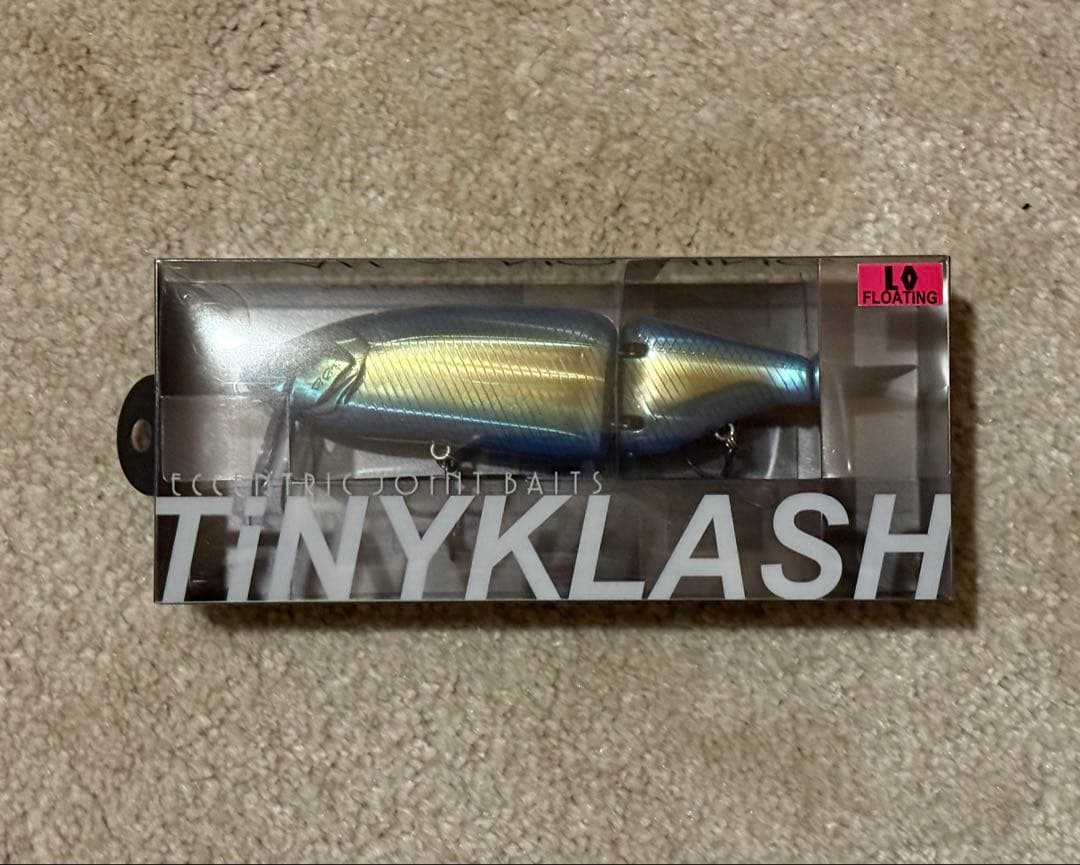 LO
FLOATING
ECCENTRIC JOINT BAITS
TiNYKLASH